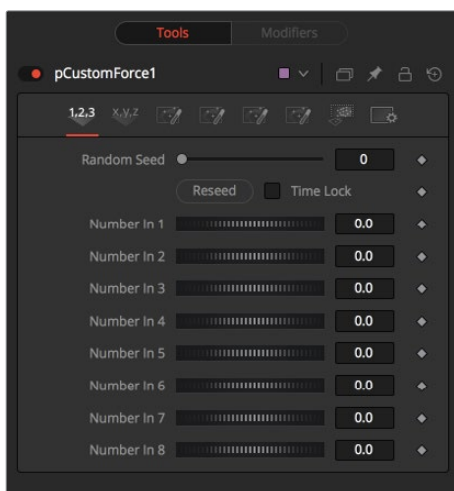 Tools Modifiers
pCustomForce1
1,2,3 X,Y,Z
Random Seed 0
Reseed Time Lock
Number In 1 0.0
Number In 2 0.0
Number In 3 0.0
Number In 4 0.0
Number In 5 0.0
Number In 6 0.0
Number In 7 0.0
Number In 8 0.0